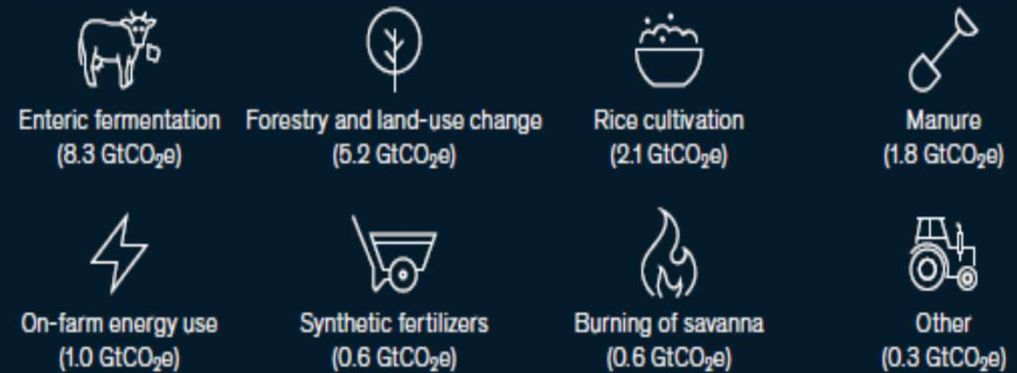 Enteric fermentation
(8.3 GtCO₂e)
Forestry and land-use change
(5.2 GtCO₂e)
Rice cultivation
(2.1 GtCO₂e)
Manure
(1.8 GtCO₂e)
On-farm energy use
(1.0 GtCO₂e)
Synthetic fertilizers
(0.6 GtCO₂e)
Burning of savanna
(0.6 GtCO₂e)
Other
(0.3 GtCO₂e)